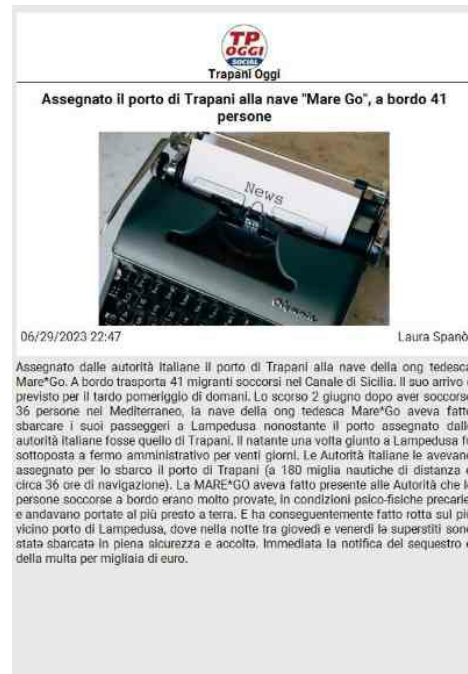 TP
OGGI
SOCIAL
Trapani Oggi
Assegnato il porto di Trapani alla nave "Mare Go", a bordo 41
persone
News
Olympia
06/29/2023 22:47
Laura Spanò
Assegnato dalle autorità italiane il porto di Trapani alla nave della ong tedesca
Mare*Go. A bordo trasporta 41 migranti soccorsi nel Canale di Sicilia. Il suo arrivo
previsto per il tardo pomeriggio di domani. Lo scorso 2 giugno dopo aver soccorso
36 persone nel Mediterraneo, la nave della ong tedesca Mare*Go aveva fatto
sbarcare i suoi passeggeri a Lampedusa nonostante il porto assegnato dalle
autorità italiane fosse quello di Trapani. Il natante una volta giunto a Lampedusa fu
sottoposta a fermo amministrativo per venti giorni. Le Autorità Italiane le avevano
assegnato per lo sbarco il porto di Trapani (a 180 miglia nautiche di distanza e
circa 36 ore di navigazione). La MARE*GO aveva fatto presente alle Autorità che le
persone soccorse a bordo erano molto provate, in condizioni psico-fisiche precarie
e andavano portate al più presto a terra. E ha conseguentemente fatto rotta sul più
vicino porto di Lampedusa, dove nella notte tra giovedì e venerdì le superstiti sono
stata sbarcata in piena sicurezza e accolta. Immediata la notifica del sequestro e
della multa per migliaia di euro.